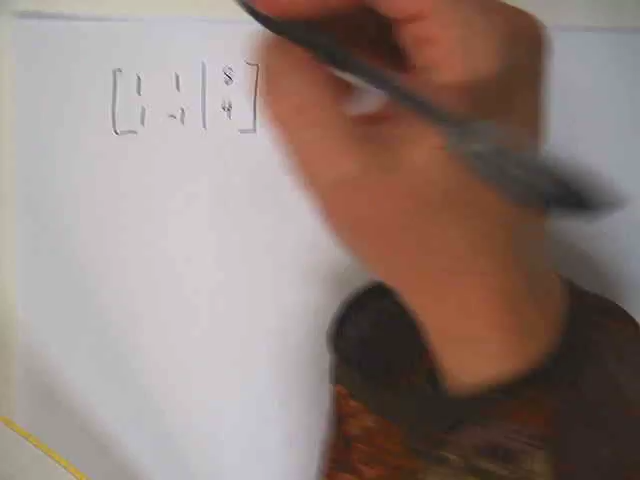 [ 1 1 | 8 ]
[ 1 -1 | 4 ]